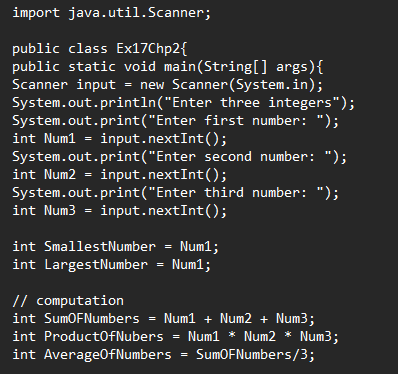 import java.util.Scanner;
public class Ex17Chp2{
public static void main(String[] args){
Scanner input = new Scanner(System.in);
System.out.println("Enter three integers");
System.out.print("Enter first number: ");
int Num1 = input.nextInt();
System.out.print("Enter second number: ");
int Num2 = input.nextInt();
System.out.print("Enter third number: ");
int Num3 = input.nextInt();
int SmallestNumber = Num1;
int LargestNumber = Num1;
// computation
int SumOFNumbers = Num1 + Num2 + Num3;
int ProductOfNubers = Num1 * Num2 * Num3;
int AverageOfNumbers = SumOFNumbers/3;